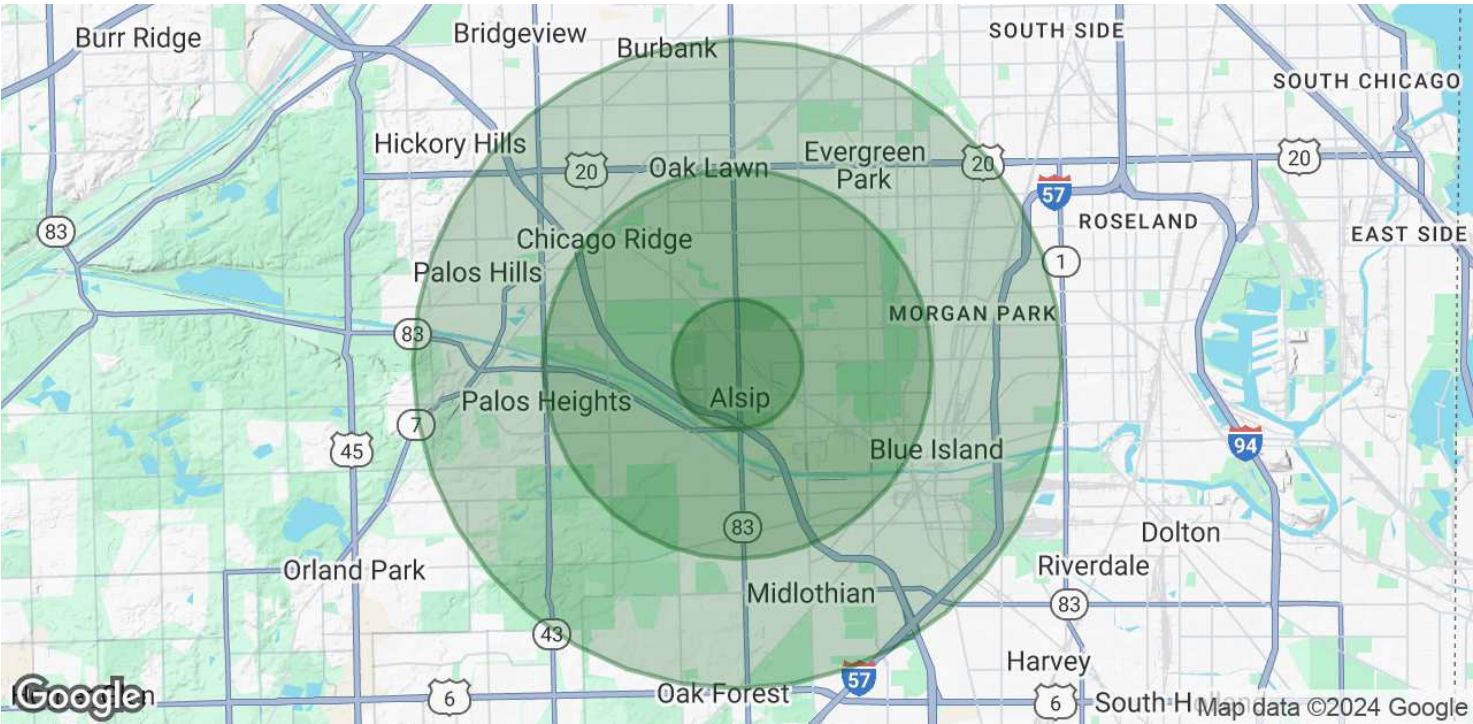 Burr Ridge
Bridgeview
Burbank
SOUTH SIDE
SOUTH CHICAGO
Hickory Hills
20
Oak Lawn
Evergreen
Park
20
20
57
83
Chicago Ridge
ROSELAND
EAST SIDE
Palos Hills
1
83
MORGAN PARK
Palos Heights
Alsip
7
45
Blue Island
94
83
Dolton
Orland Park
Midlothian
Riverdale
83
43
Harvey
57
Google
6
Oak Forest
6
South H
Map data ©2024 Google